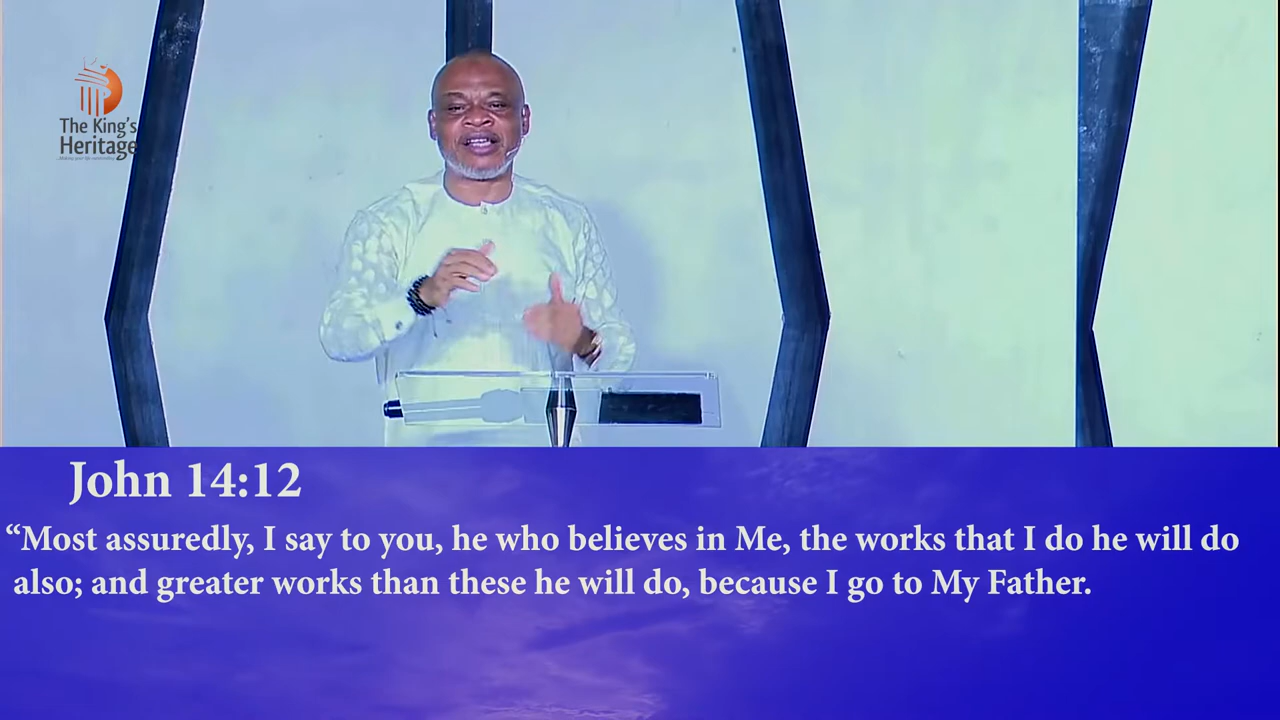 The King's
Heritage
John 14:12
“Most assuredly, I say to you, he who believes in Me, the works that I do he will do
also; and greater works than these he will do, because I go to My Father.